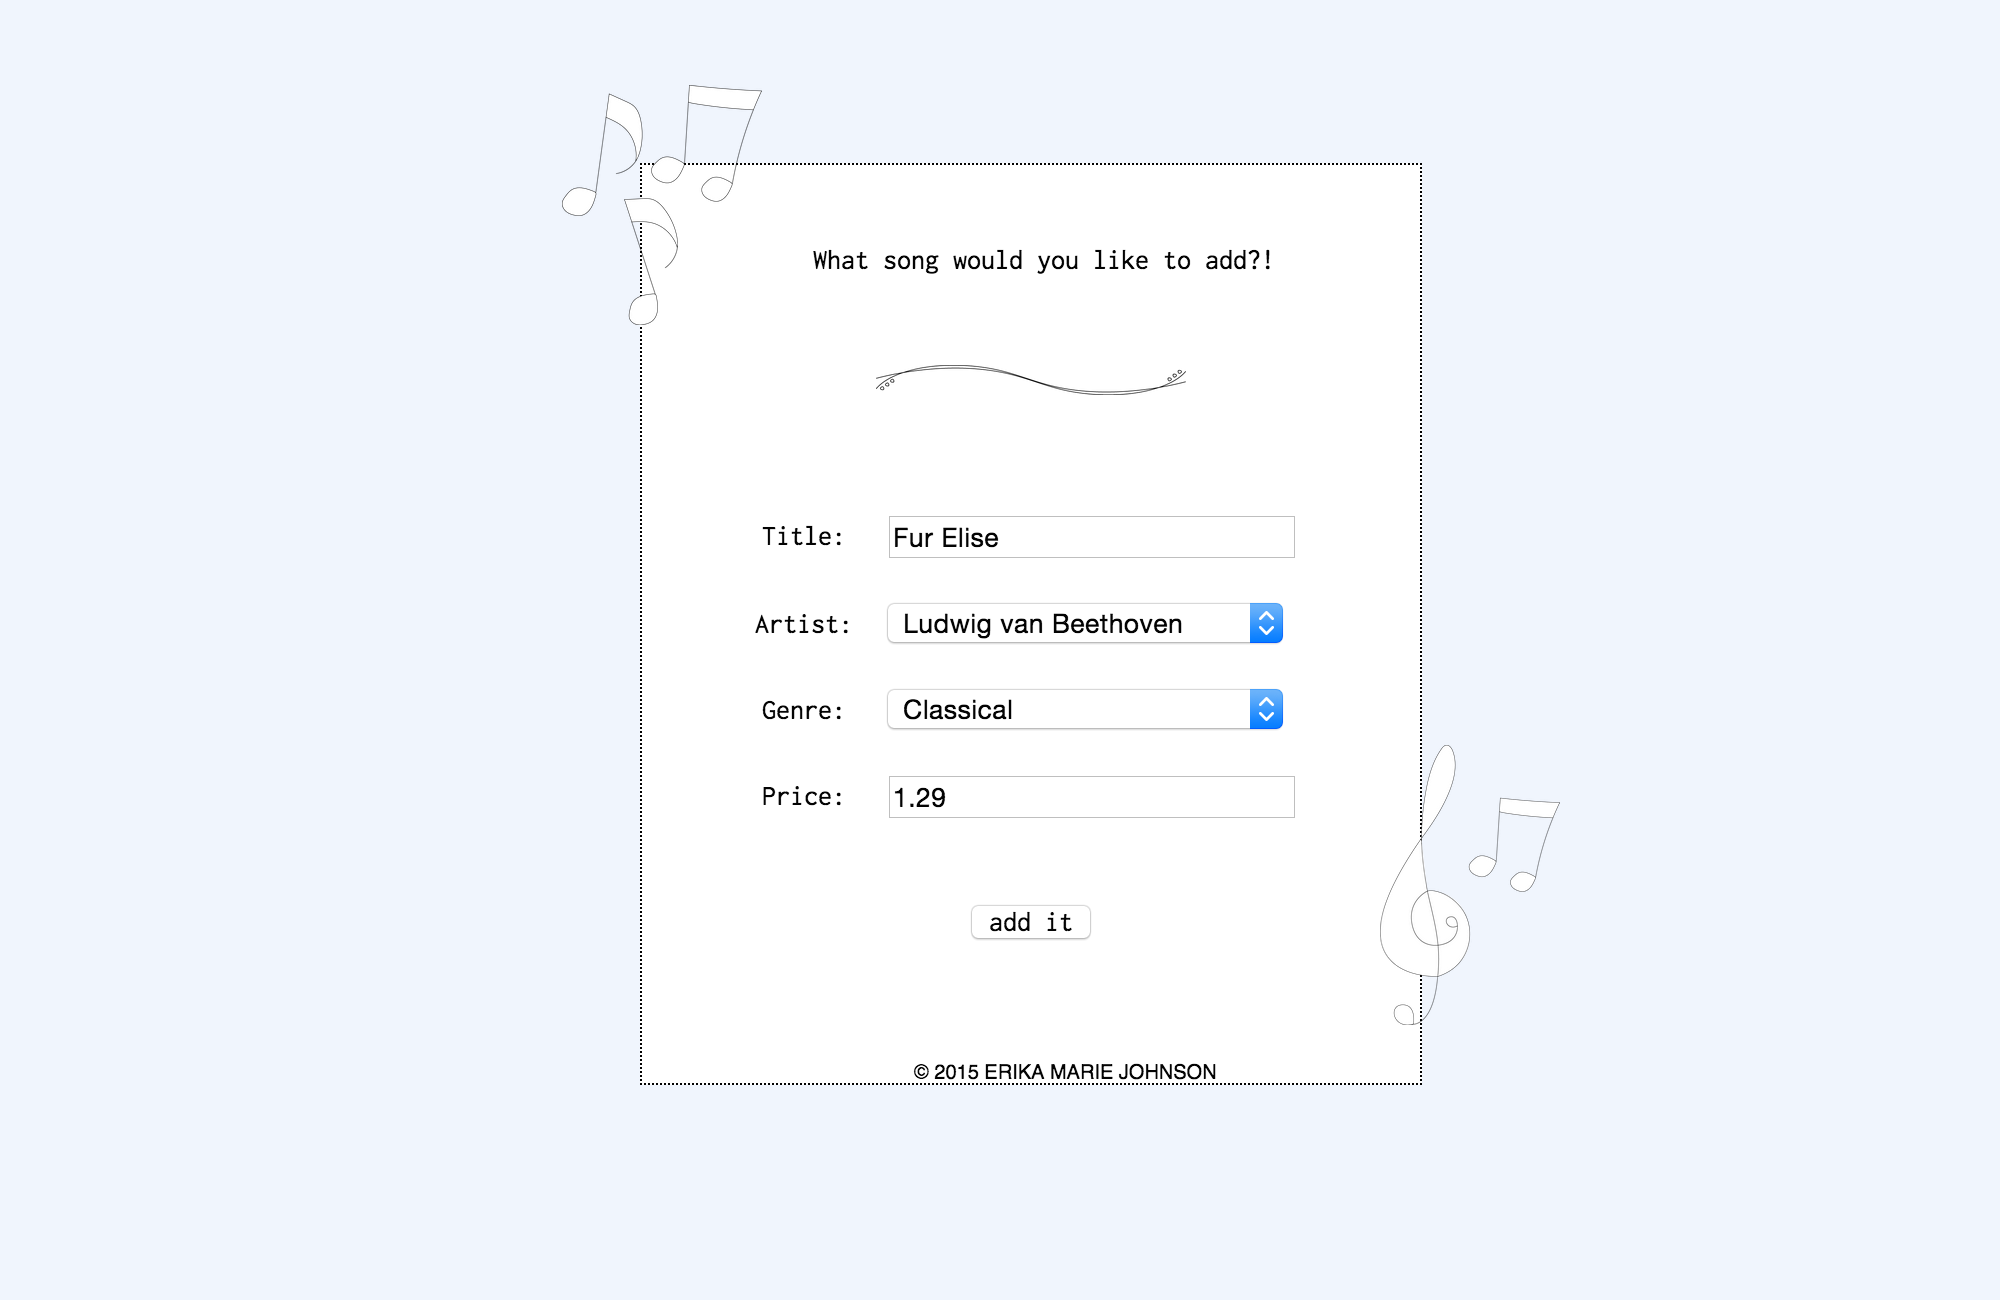 What song would you like to add?!
Title: Fur Elise
Artist: Ludwig van Beethoven
Genre: Classical
Price: 1.29
add it
© 2015 ERIKA MARIE JOHNSON